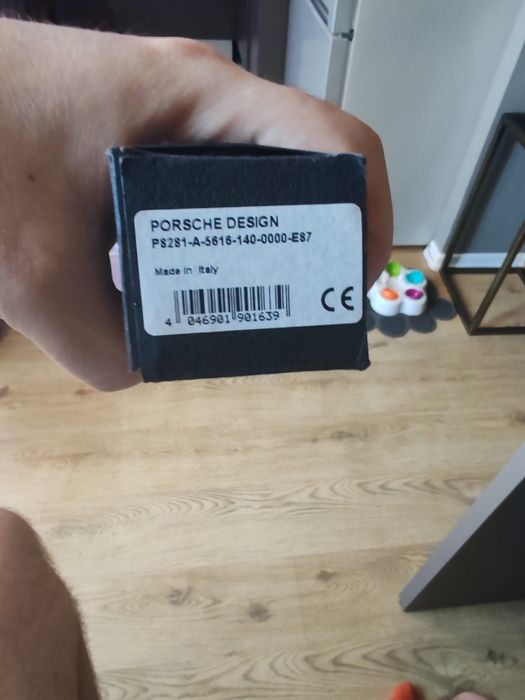 PORSCHE DESIGN
P8281-A-5616-140-0000-E87
Made in Italy
4 046901 901639
CE